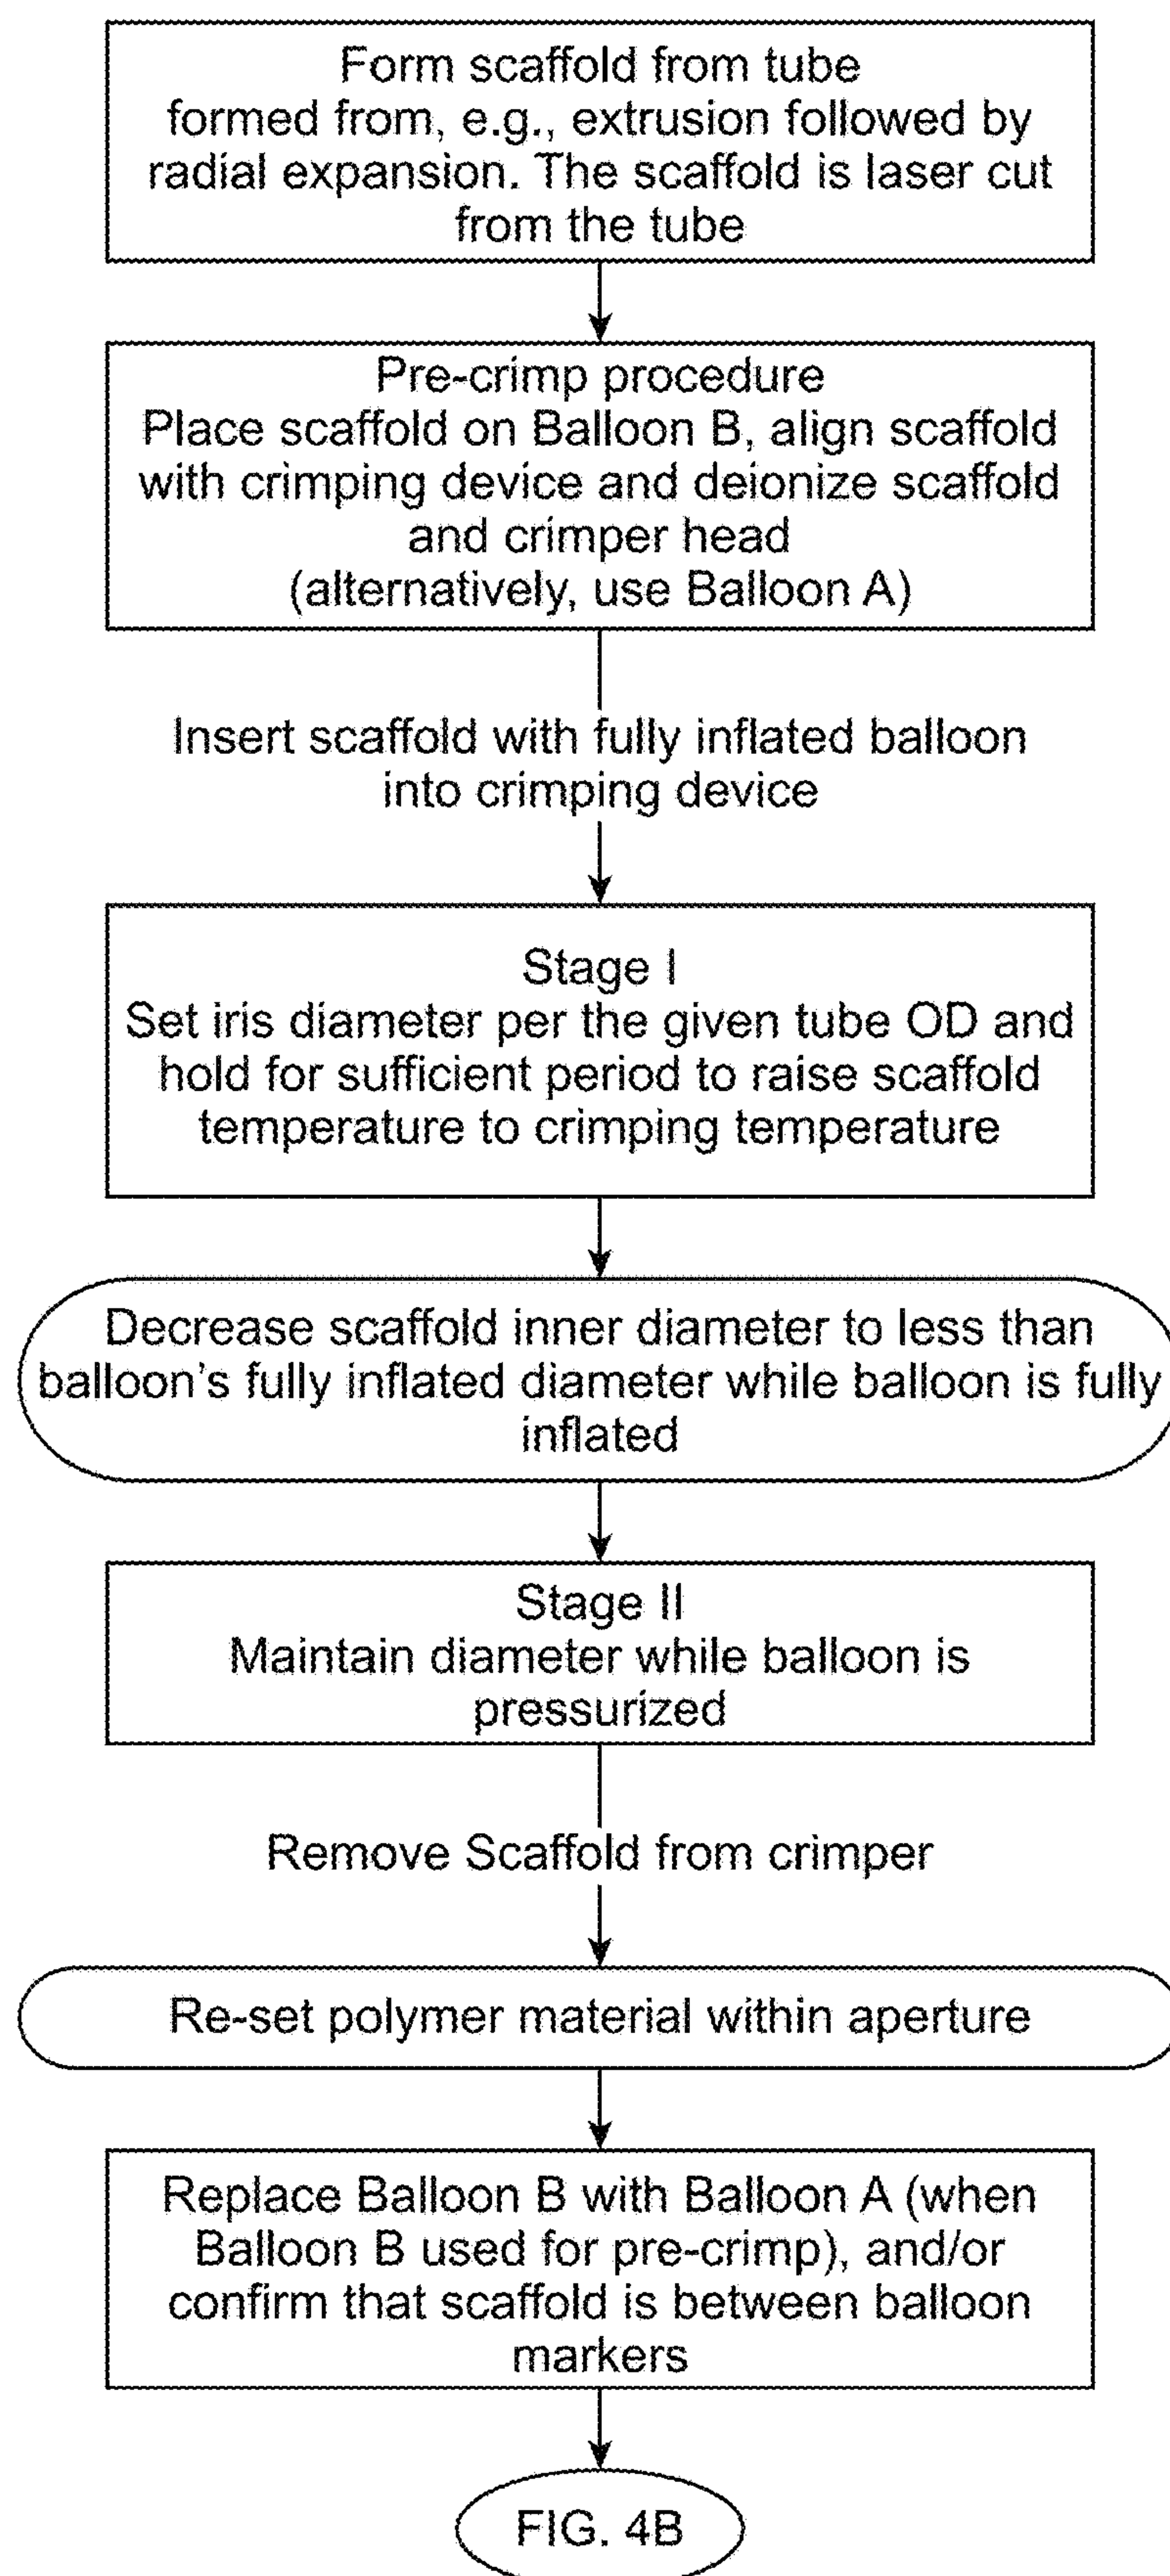 Form scaffold from tube
formed from, e.g., extrusion followed by
radial expansion. The scaffold is laser cut
from the tube
Pre-crimp procedure
Place scaffold on Balloon B, align scaffold
with crimping device and deionize scaffold
and crimper head
(alternatively, use Balloon A)
Insert scaffold with fully inflated balloon
into crimping device
Stage I
Set iris diameter per the given tube OD and
hold for sufficient period to raise scaffold
temperature to crimping temperature
Decrease scaffold inner diameter to less than
balloon's fully inflated diameter while balloon is fully
inflated
Stage II
Maintain diameter while balloon is
pressurized
Remove Scaffold from crimper
Re-set polymer material within aperture
Replace Balloon B with Balloon A (when
Balloon B used for pre-crimp), and/or
confirm that scaffold is between balloon
markers
FIG. 4B